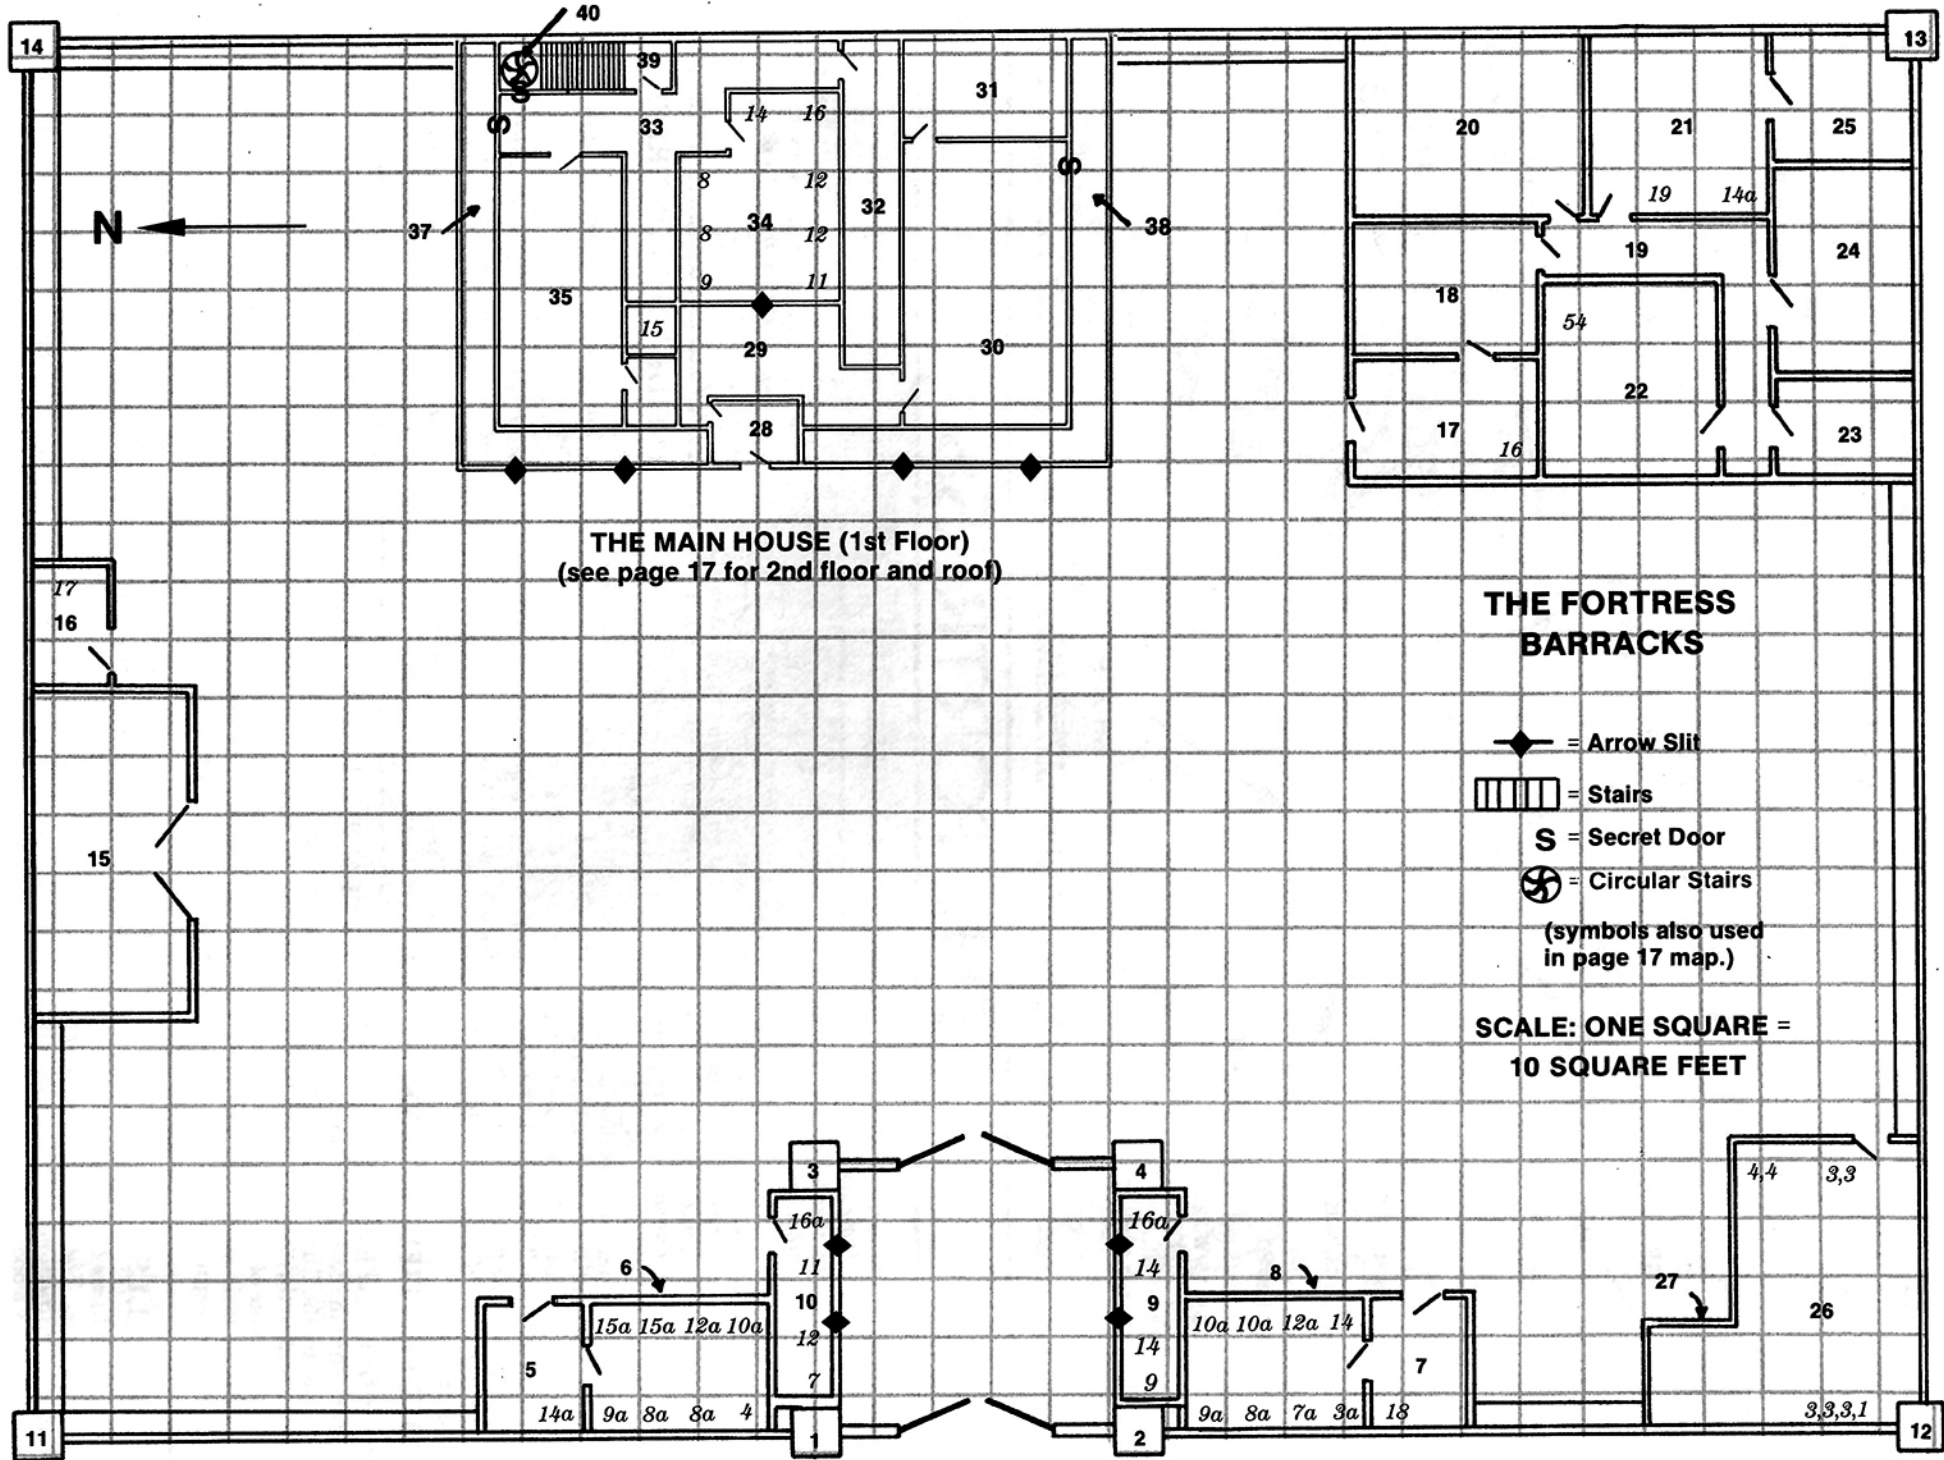 40
14
13
39
31
14 16
S
33
20
21
25
S
8 12
19 14a
N
37
34
32
38
8 12
19
24
9 11
35
18
15
54
29
30
22
28
17
23
16
THE MAIN HOUSE (1st Floor)
(see page 17 for 2nd floor and roof)
17
16
THE FORTRESS
BARRACKS
= Arrow Slit
= Stairs
S = Secret Door
= Circular Stairs
15
(symbols also used
in page 17 map.)
SCALE: ONE SQUARE =
10 SQUARE FEET
3
4
4,4 3,3
16a
16a
6
11
14
8
27
10
9
26
15a 15a 12a 10a
12
10a 10a 12a 14
14
5
7
7
9
14a 9a 8a 8a 4
9a 8a 7a 3a 18
3,3,3,1
11
1
2
12